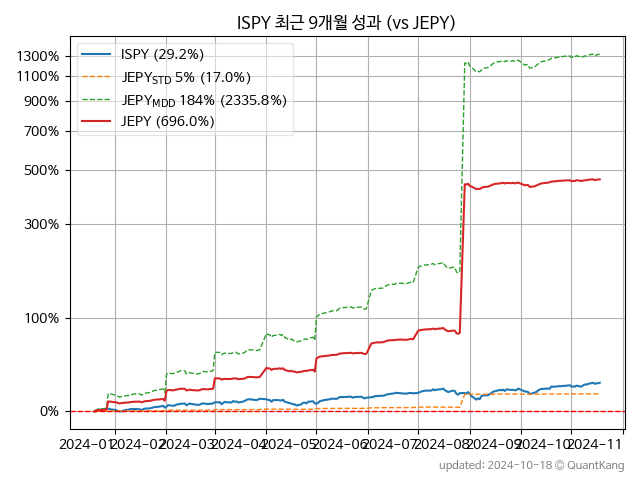 ISPY 최근 9개월 성과 (vs JEPY)
ISPY (29.2%)
JEPYSTD 5% (17.0%)
JEPYMDD 184% (2335.8%)
JEPY (696.0%)
1300%
1100%
900%
700%
500%
300%
100%
0%
2024-01 2024-02 2024-03 2024-04 2024-05 2024-06 2024-07 2024-08 2024-09 2024-10 2024-11
updated: 2024-10-18 © QuantKang